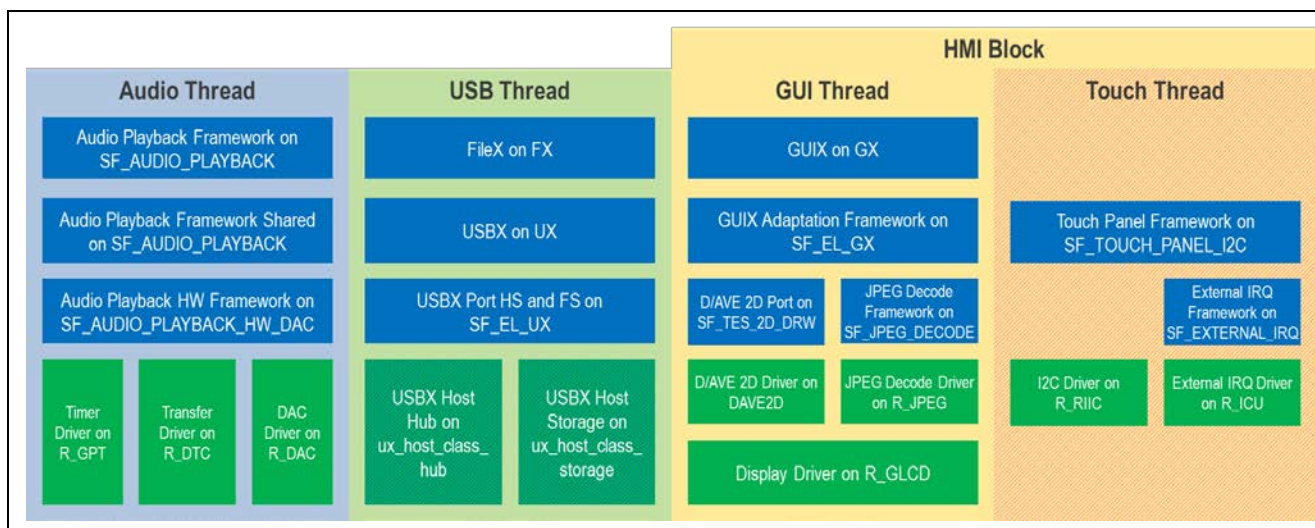 HMI Block
Audio Thread
USB Thread
GUI Thread
Touch Thread
Audio Playback Framework on
SF_AUDIO_PLAYBACK
FileX on FX
GUIX on GX
Audio Playback Framework Shared
on SF_AUDIO_PLAYBACK
USBX on UX
GUIX Adaptation Framework on
SF_EL_GX
Touch Panel Framework on
SF_TOUCH_PANEL_I2C
Audio Playback HW Framework on
SF_AUDIO_PLAYBACK_HW_DAC
USBX Port HS and FS on
SF_EL_UX
D/AVE 2D Port on
SF_TES_2D_DRW
JPEG Decode
Framework on
SF_JPEG_DECODE
External IRQ
Framework on
SF_EXTERNAL_IRQ
Timer
Driver on
R_GPT
Transfer
Driver on
R_DTC
DAC
Driver on
R_DAC
USBX Host
Hub on
ux_host_class_
hub
USBX Host
Storage on
ux_host_class_
storage
D/AVE 2D Driver on
DAVE2D
JPEG Decode Driver
on R_JPEG
I2C Driver on
R_RIIC
External IRQ Driver
on R_ICU
Display Driver on R_GLCD